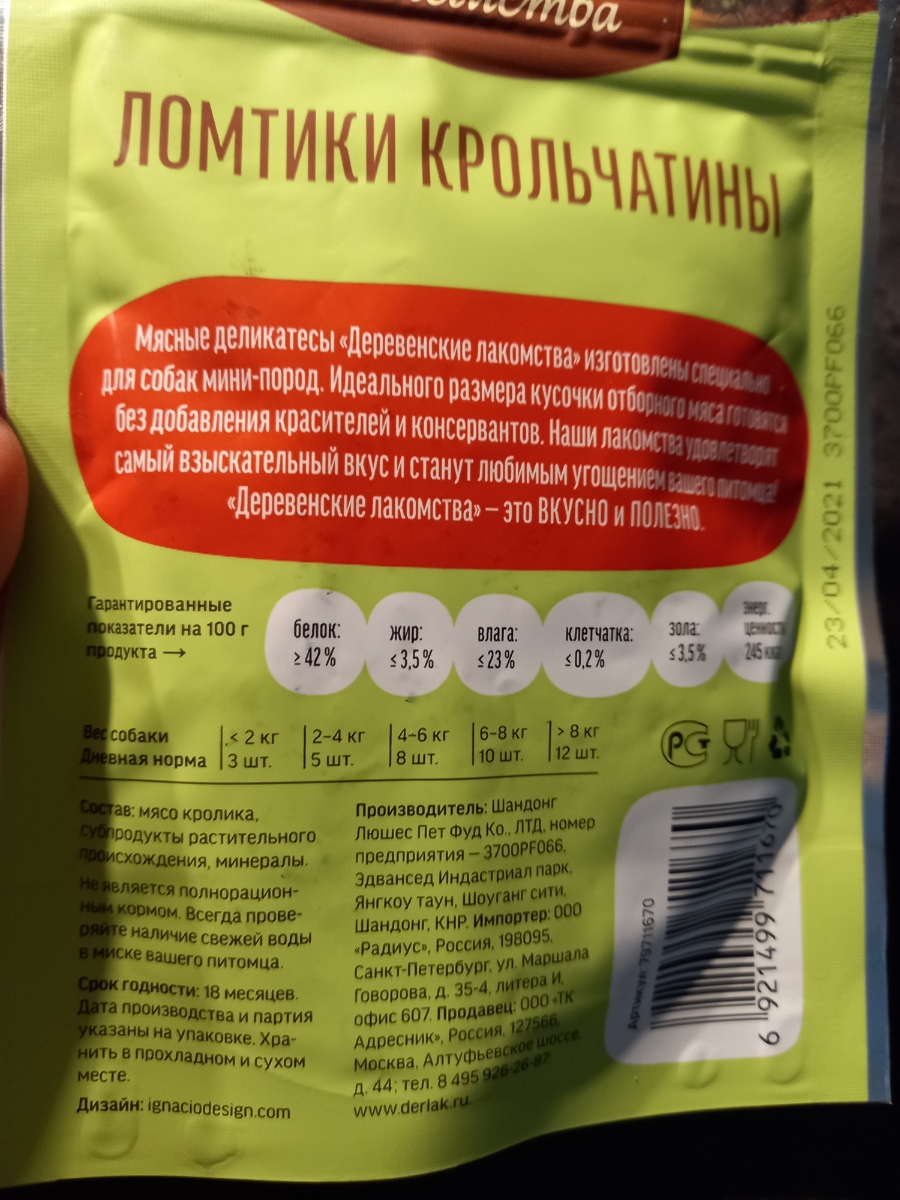 ЛОМТИКИ КРОЛЬЧАТИНЫ
Мясные деликатесы «Деревенские лакомства» изготовлены специально
для собак мини-пород. Идеального размера кусочки отборного мяса готовятся
без добавления красителей и консервантов. Наши лакомства удовлетворят
самый взыскательный вкус и станут любимым угощением вашего питомца!
«Деревенские лакомства» – это ВКУСНО и ПОЛЕЗНО.
23/04/2021 3700PF066
Гарантированные
показатели на 100 г
продукта →
белок:
≥ 42 %
жир:
≤ 3,5 %
влага:
≤ 23 %
клетчатка:
≤ 0,2 %
зола:
≤ 3,5 %
энерг.
ценность
245 ккал
Вес собаки < 2 кг 2–4 кг 4–6 кг 6–8 кг > 8 кг
Дневная норма 3 шт. 5 шт. 8 шт. 10 шт. 12 шт.
Состав: мясо кролика,
субпродукты растительного
происхождения, минералы.
Не является полнорацион-
ным кормом. Всегда прове-
ряйте наличие свежей воды
в миске вашего питомца.
Срок годности: 18 месяцев.
Дата производства и партия
указаны на упаковке. Хра-
нить в прохладном и сухом
месте.
Дизайн: ignaciodesign.com
Производитель: Шандонг
Люшес Пет Фуд Ко., ЛТД, номер
предприятия – 3700PF066,
Эдвансед Индастриал парк,
Янгкоу таун, Шоуганг сити,
Шандонг, КНР. Импортер: ООО
«Радиус», Россия, 198095,
Санкт-Петербург, ул. Маршала
Говорова, д. 35-4, литера И,
офис 607. Продавец: ООО «ТК
Адресник», Россия, 127566,
Москва, Алтуфьевское шоссе,
д. 44; тел. 8 495 926-26-87.
www.derlak.ru
Артикул: 79711670
6 921499 711670